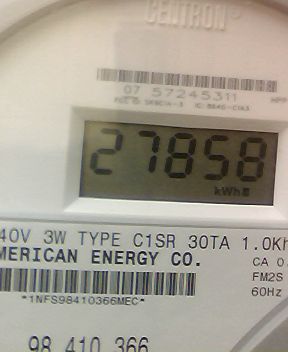 CENTRON®
07 57245311
27858
kWh
40V 3W TYPE C1SR 30TA 1.0Kh
MERICAN ENERGY CO.
CA 0.
FM2S
60Hz
*1NFS98410366MEC*
98 410 366